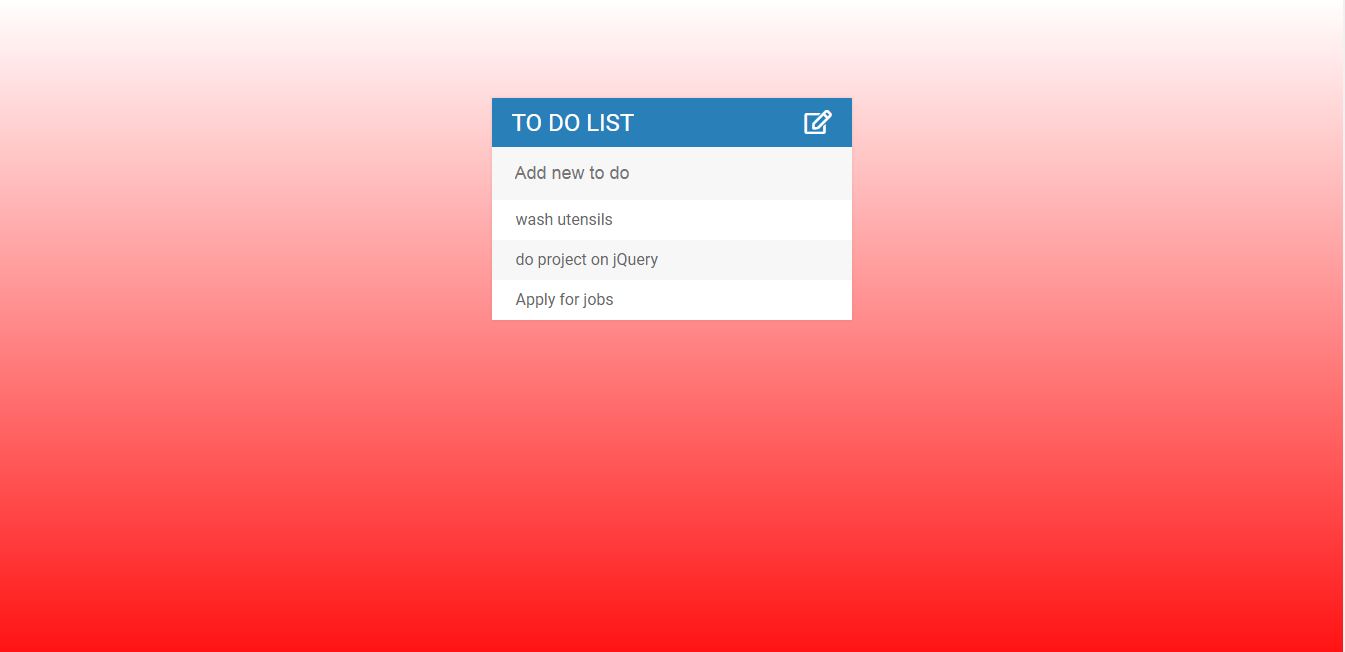 TO DO LIST
Add new to do
wash utensils
do project on jQuery
Apply for jobs